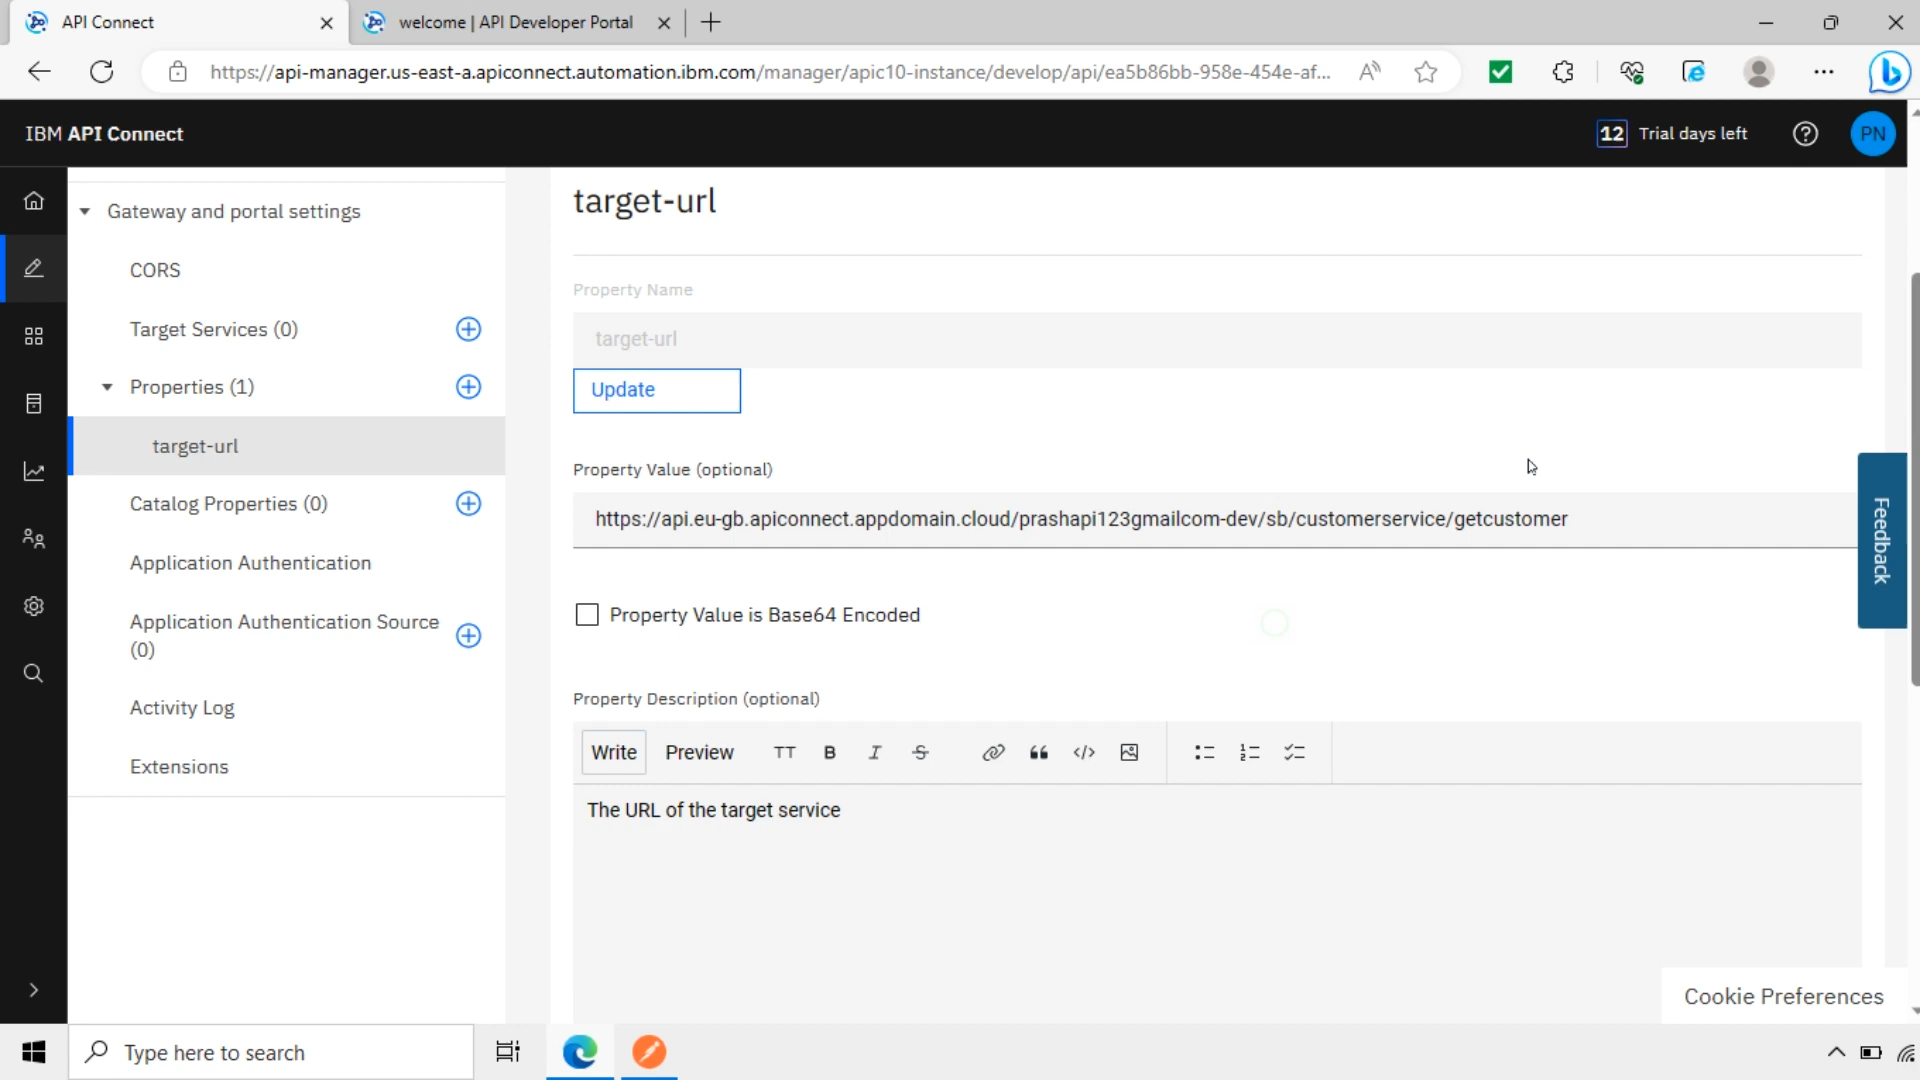 API Connect
welcome | API Developer Portal
https://api-manager.us-east-a.apiconnect.automation.ibm.com/manager/apic10-instance/develop/api/ea5b86bb-958e-454e-af...
IBM API Connect
12 Trial days left
PN
Gateway and portal settings
CORS
Target Services (0)
Properties (1)
target-url
Catalog Properties (0)
Application Authentication
Application Authentication Source
(0)
Activity Log
Extensions
target-url
Property Name
target-url
Update
Property Value (optional)
https://api.eu-gb.apiconnect.appdomain.cloud/prashapi123gmailcom-dev/sb/customerservice/getcustomer
Property Value is Base64 Encoded
Property Description (optional)
Write Preview TT B I S
The URL of the target service
Feedback
Cookie Preferences
Type here to search